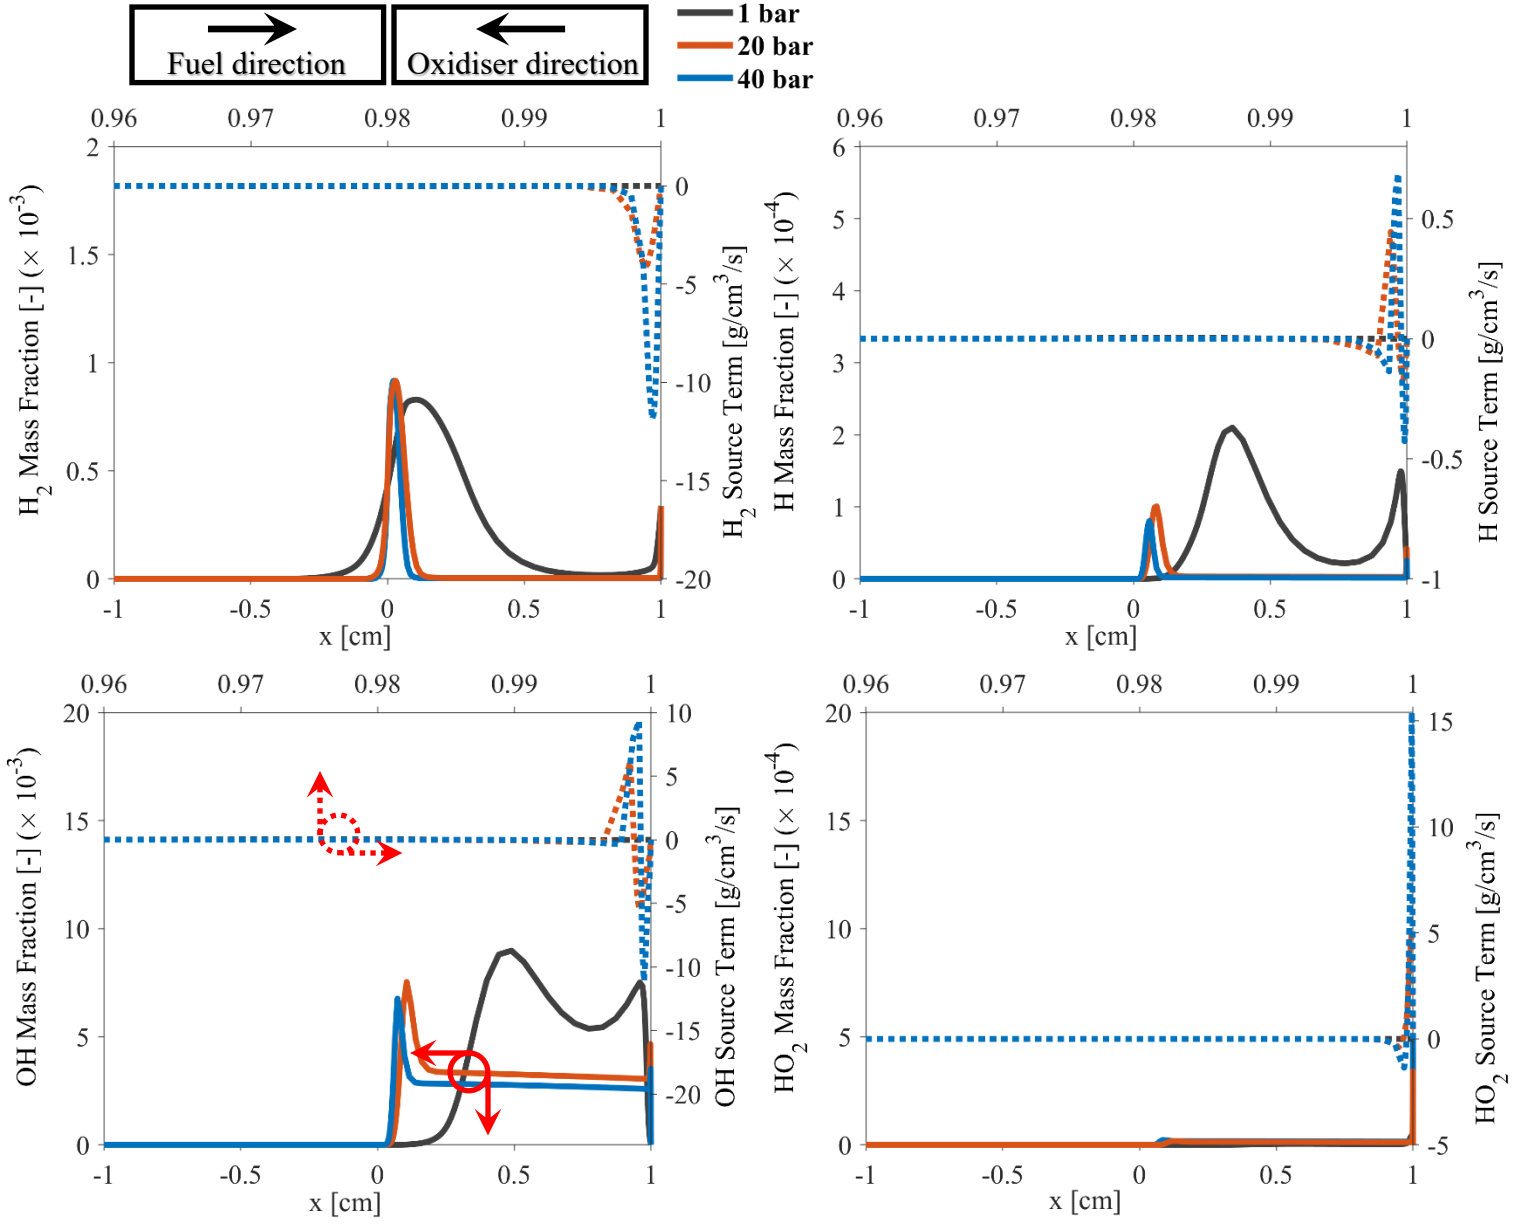 Fuel direction
Oxidiser direction
1 bar
20 bar
40 bar
0.96 0.97 0.98 0.99 1
2
1.5
1
0.5
0
H2 Mass Fraction [-] (× 10-3)
0
-5
-10
-15
-20
H2 Source Term [g/cm3/s]
-1 -0.5 0 0.5 1
x [cm]
0.96 0.97 0.98 0.99 1
6
5
4
3
2
1
0
H Mass Fraction [-] (× 10-4)
0.5
0
-0.5
-1
H Source Term [g/cm3/s]
-1 -0.5 0 0.5 1
x [cm]
0.96 0.97 0.98 0.99 1
20
15
10
5
0
OH Mass Fraction [-] (× 10-3)
10
5
0
-5
-10
-15
-20
OH Source Term [g/cm3/s]
-1 -0.5 0 0.5 1
x [cm]
0.96 0.97 0.98 0.99 1
20
15
10
5
0
HO2 Mass Fraction [-] (× 10-4)
15
10
5
0
-5
HO2 Source Term [g/cm3/s]
-1 -0.5 0 0.5 1
x [cm]